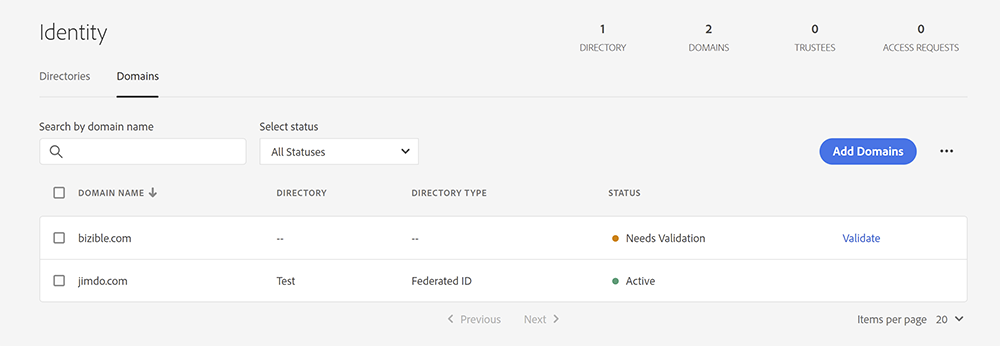 Identity
1 2 0 0
DIRECTORY DOMAINS TRUSTEES ACCESS REQUESTS
Directories Domains
Search by domain name Select status
All Statuses Add Domains
DOMAIN NAME DIRECTORY DIRECTORY TYPE STATUS
bizible.com -- -- Needs Validation Validate
jimdo.com Test Federated ID Active
Previous Next Items per page 20